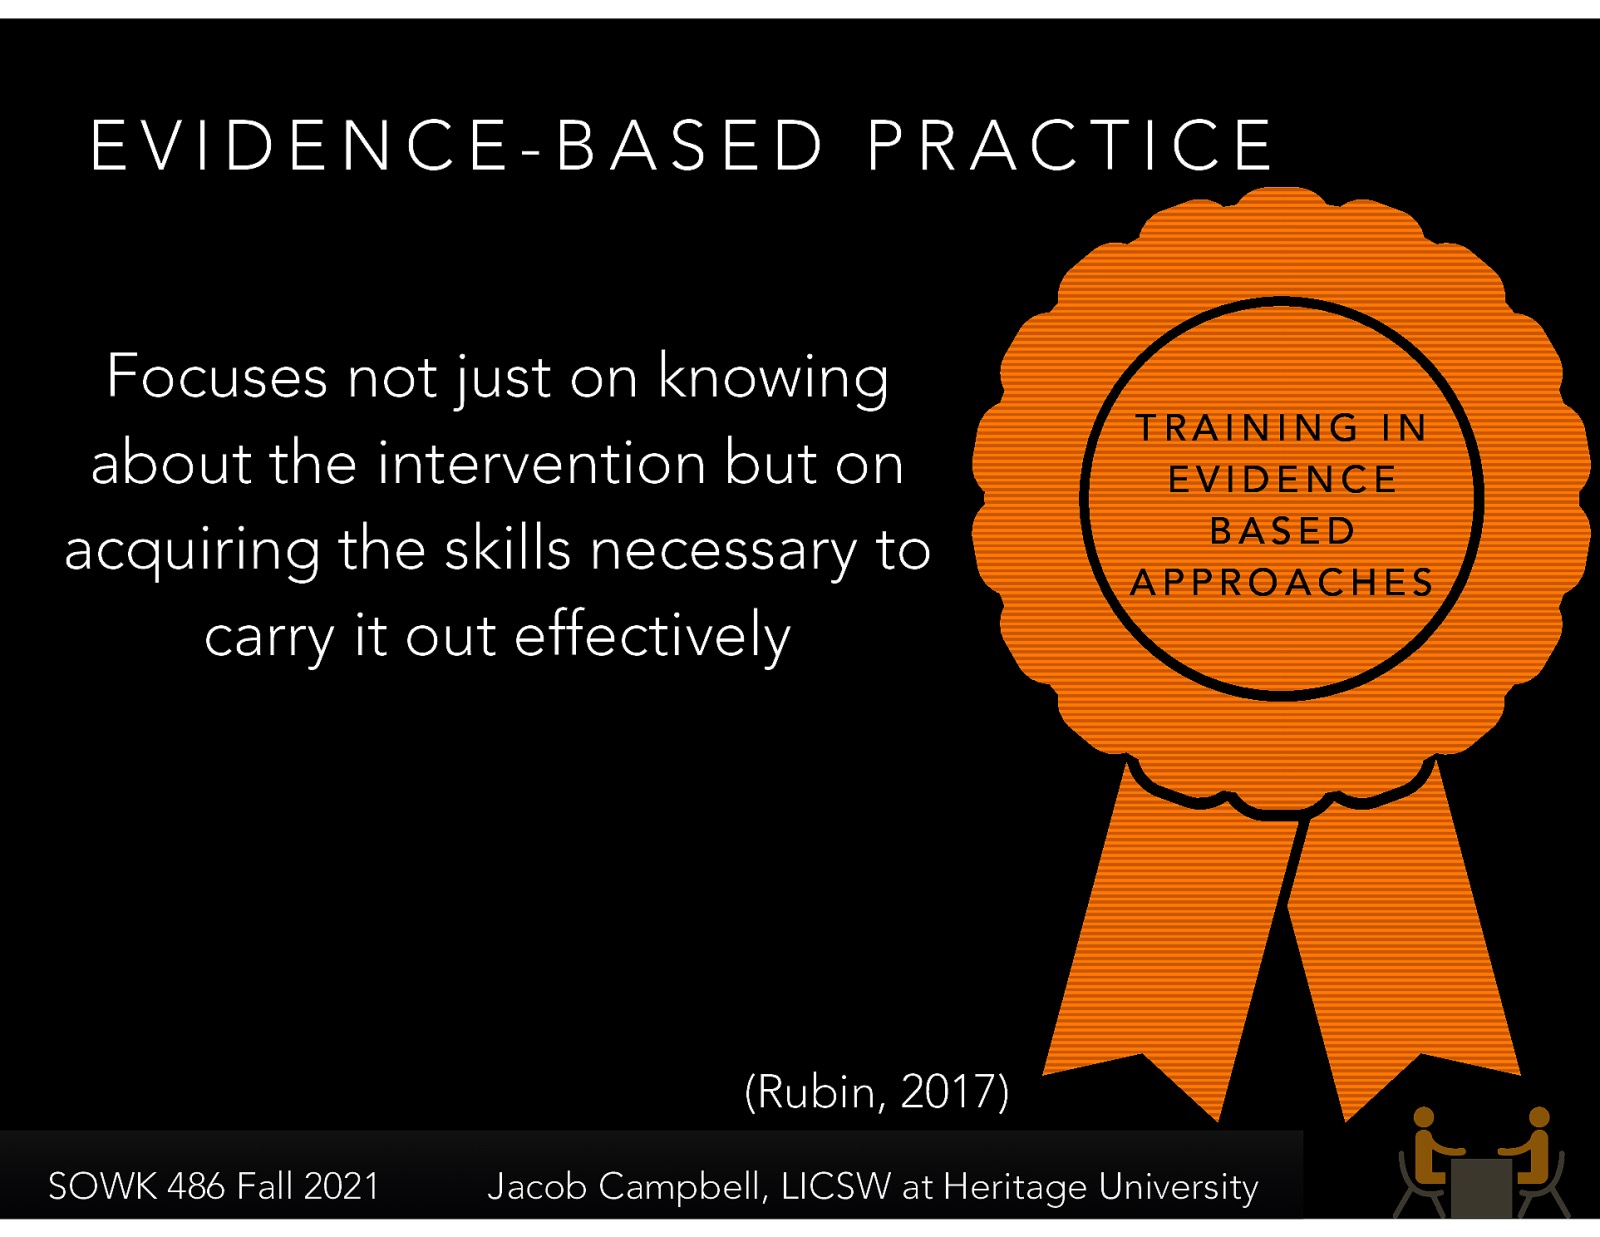 EVIDENCE-BASED PRACTICE
Focuses not just on knowing
about the intervention but on
acquiring the skills necessary to
carry it out effectively
TRAINING IN
EVIDENCE
BASED
APPROACHES
(Rubin, 2017)
SOWK 486 Fall 2021
Jacob Campbell, LICSW at Heritage University